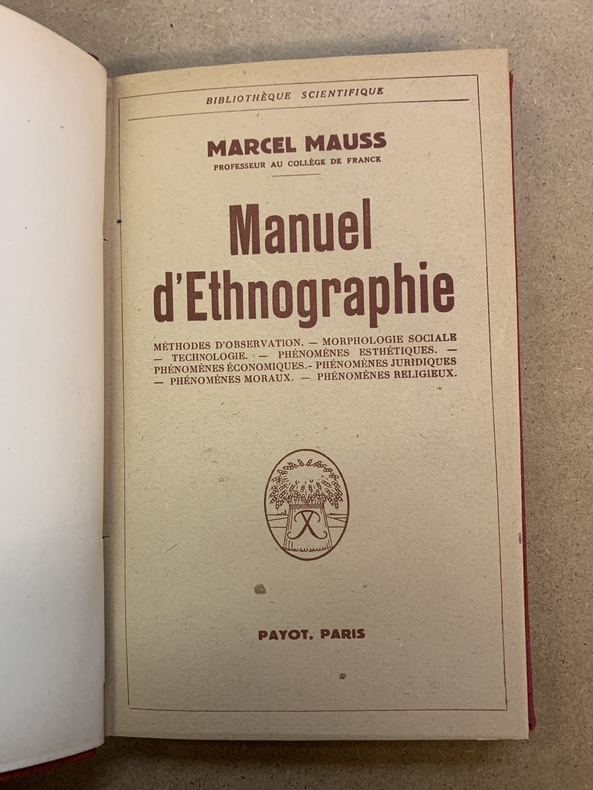 BIBLIOTHÈQUE SCIENTIFIQUE
MARCEL MAUSS
PROFESSEUR AU COLLÈGE DE FRANCE
Manuel
d'Ethnographie
MÉTHODES D'OBSERVATION. — MORPHOLOGIE SOCIALE
— TECHNOLOGIE. — PHÉNOMÈNES ESTHÉTIQUES. —
PHÉNOMÈNES ÉCONOMIQUES.- PHÉNOMÈNES JURIDIQUES
— PHÉNOMÈNES MORAUX. — PHÉNOMÈNES RELIGIEUX.
PAYOT, PARIS